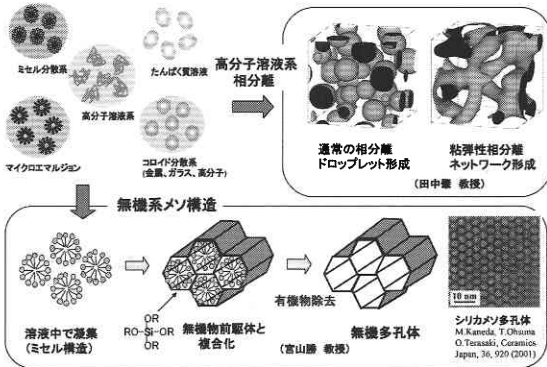 ミセル分散系
たんぱく質溶液
高分子溶液系
マイクロエマルジョン
コロイド分散系
(金属、ガラス、高分子)
高分子溶液系
相分離
通常の相分離
ドロップレット形成
粘弾性相分離
ネットワーク形成
(田中肇 教授)
無機系メソ構造
溶液中で凝集
(ミセル構造)
OR
RO-Si-OR
OR
無機物前駆体と
複合化
有機物除去
無機多孔体
(宮山勝 教授)
10 nm
シリカメソ多孔体
M.Kaneda, T.Ohsuna
O.Terasaki, Ceramics
Japan, 36, 920 (2001)